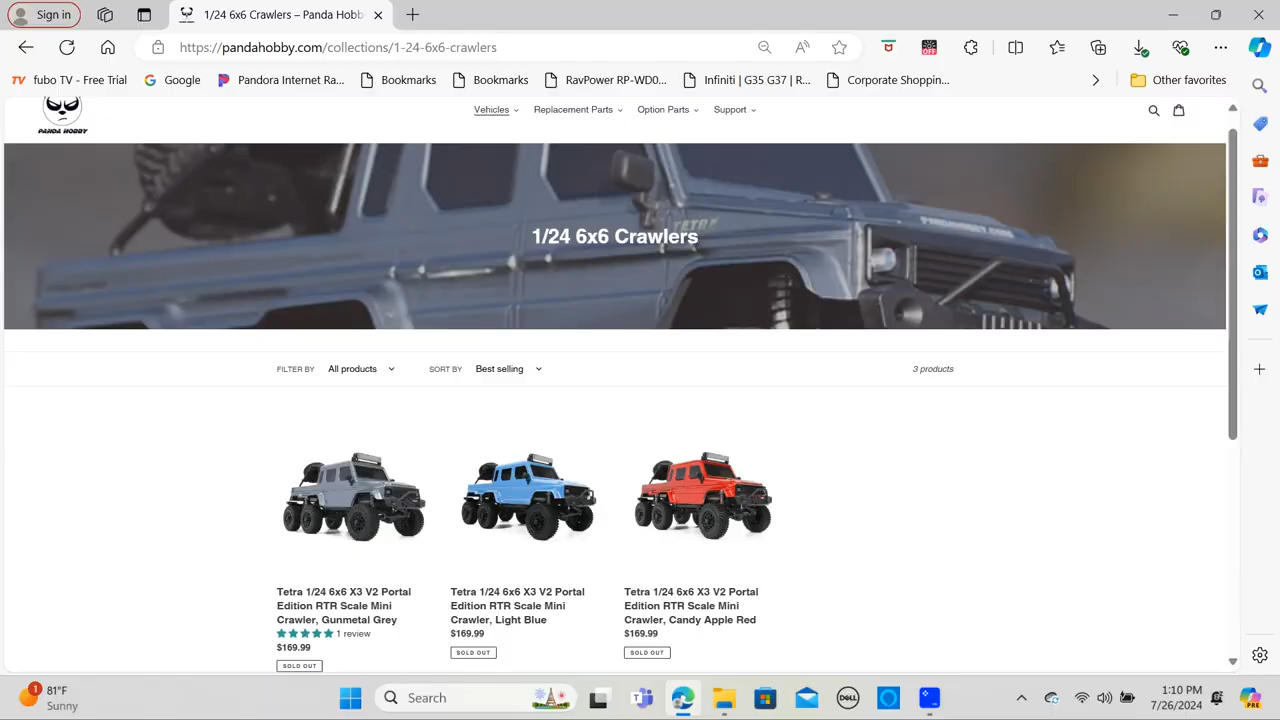 Sign in
1/24 6x6 Crawlers – Panda Hobb
https://pandahobby.com/collections/1-24-6x6-crawlers
fubo TV - Free Trial
Google
Pandora Internet Ra...
Bookmarks
Bookmarks
RavPower RP-WD0...
Infiniti | G35 G37 | R...
Corporate Shoppin...
Other favorites
PANDA HOBBY
Vehicles
Replacement Parts
Option Parts
Support
TETRA
PANDAHOBBY.COM
1/24 6x6 Crawlers
FILTER BY All products
SORT BY Best selling
3 products
Tetra 1/24 6x6 X3 V2 Portal
Edition RTR Scale Mini
Crawler, Gunmetal Grey
1 review
$169.99
SOLD OUT
Tetra 1/24 6x6 X3 V2 Portal
Edition RTR Scale Mini
Crawler, Light Blue
$169.99
SOLD OUT
Tetra 1/24 6x6 X3 V2 Portal
Edition RTR Scale Mini
Crawler, Candy Apple Red
$169.99
SOLD OUT
1
81°F
Sunny
Search
DELL
1:10 PM
7/26/2024
PRE